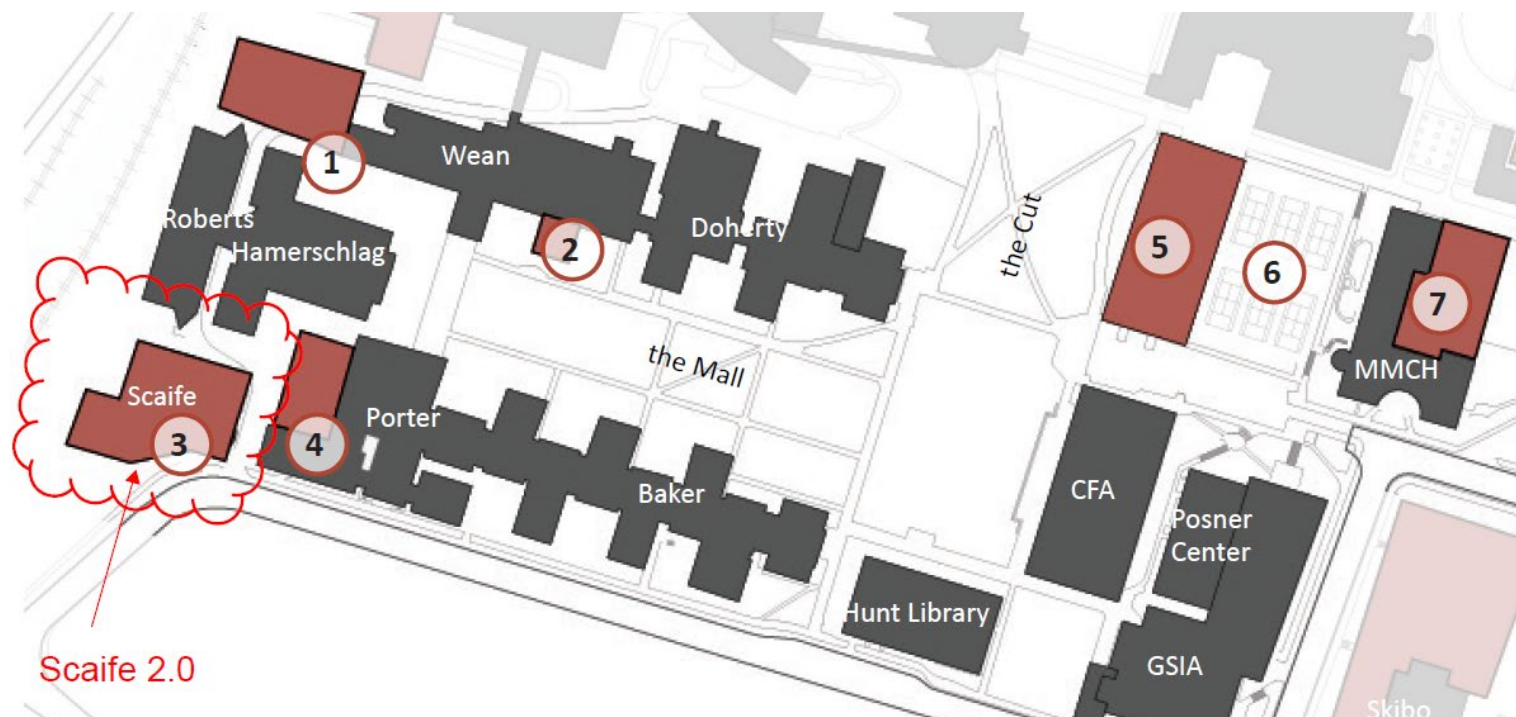 1
Wean
2
Roberts
Hamerschlag
Doherty
the Cut
5
6
7
MMCH
the Mall
Scaife
3
4
Porter
Baker
CFA
Posner
Center
Hunt Library
GSIA
Skibo
Scaife 2.0